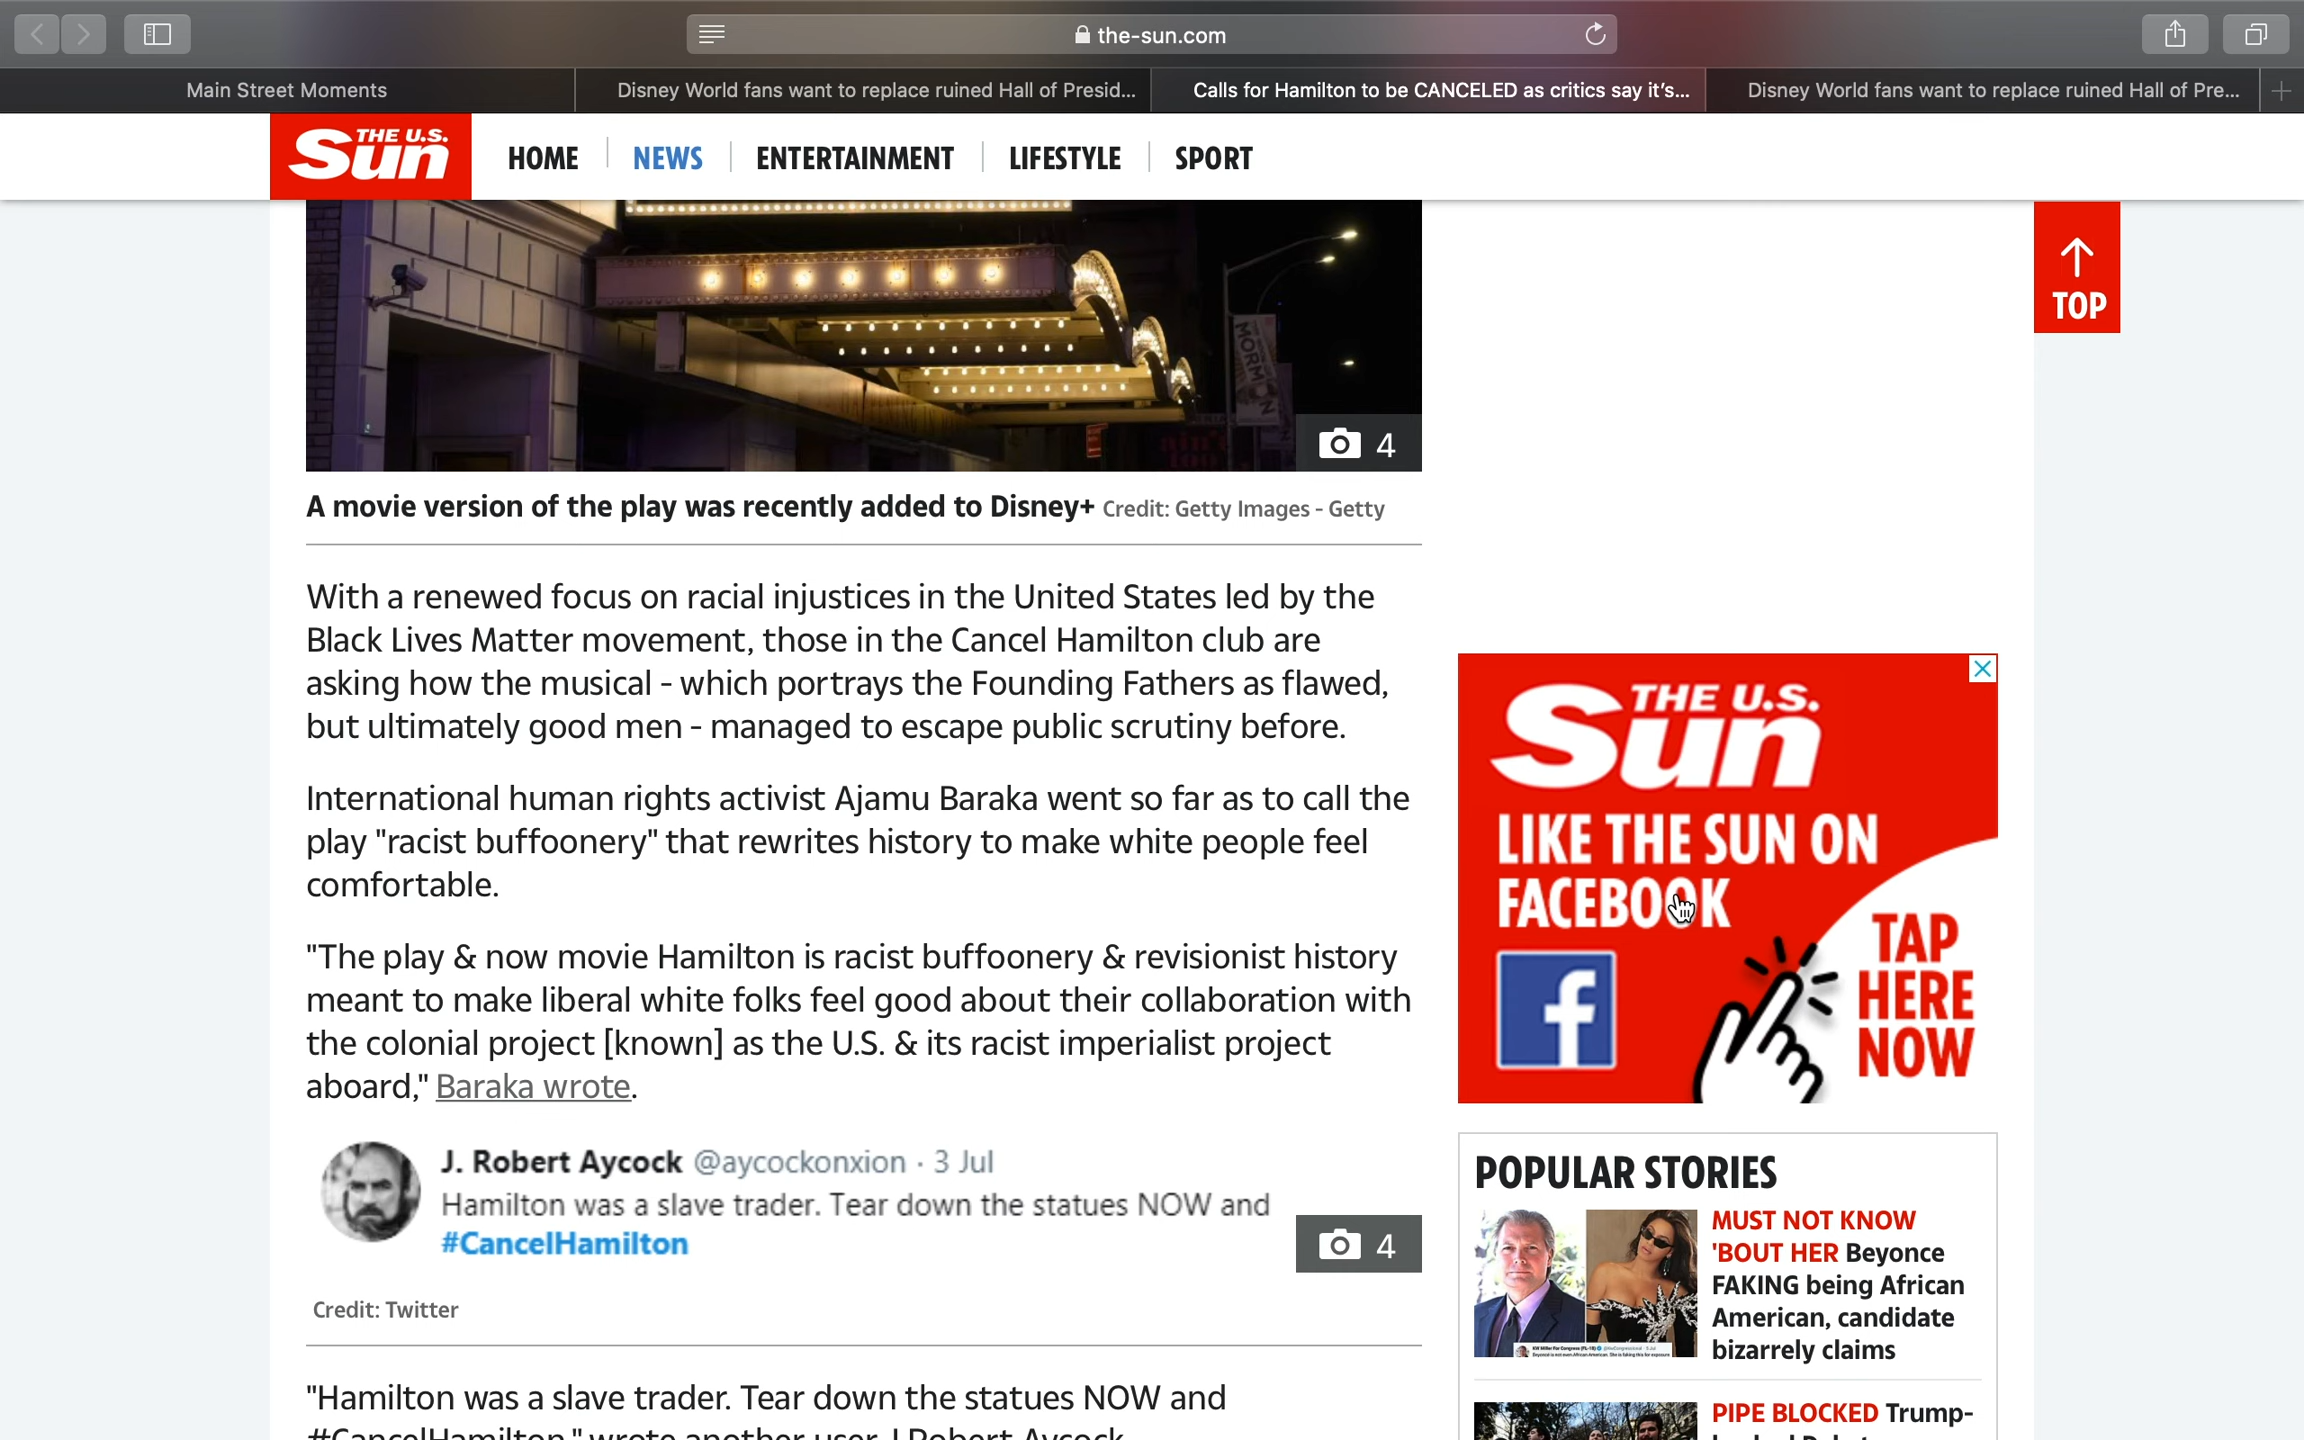 the-sun.com
Main Street Moments
Disney World fans want to replace ruined Hall of Presid...
Calls for Hamilton to be CANCELED as critics say it's...
Disney World fans want to replace ruined Hall of Pre...
THE U.S.
Sun
HOME
NEWS
ENTERTAINMENT
LIFESTYLE
SPORT
TOP
MORMON
4
A movie version of the play was recently added to Disney+ Credit: Getty Images - Getty
With a renewed focus on racial injustices in the United States led by the
Black Lives Matter movement, those in the Cancel Hamilton club are
asking how the musical - which portrays the Founding Fathers as flawed,
but ultimately good men - managed to escape public scrutiny before.
International human rights activist Ajamu Baraka went so far as to call the
play "racist buffoonery" that rewrites history to make white people feel
comfortable.
"The play & now movie Hamilton is racist buffoonery & revisionist history
meant to make liberal white folks feel good about their collaboration with
the colonial project [known] as the U.S. & its racist imperialist project
aboard," Baraka wrote.
J. Robert Aycock @aycockonxion · 3 Jul
Hamilton was a slave trader. Tear down the statues NOW and
#CancelHamilton
4
Credit: Twitter
"Hamilton was a slave trader. Tear down the statues NOW and
#CancelHamilton," wrote another user J Robert Aycock
THE U.S.
Sun
LIKE THE SUN ON
FACEBOOK
f
TAP
HERE
NOW
POPULAR STORIES
MUST NOT KNOW
'BOUT HER Beyonce
FAKING being African
American, candidate
bizarrely claims
PIPE BLOCKED Trump-